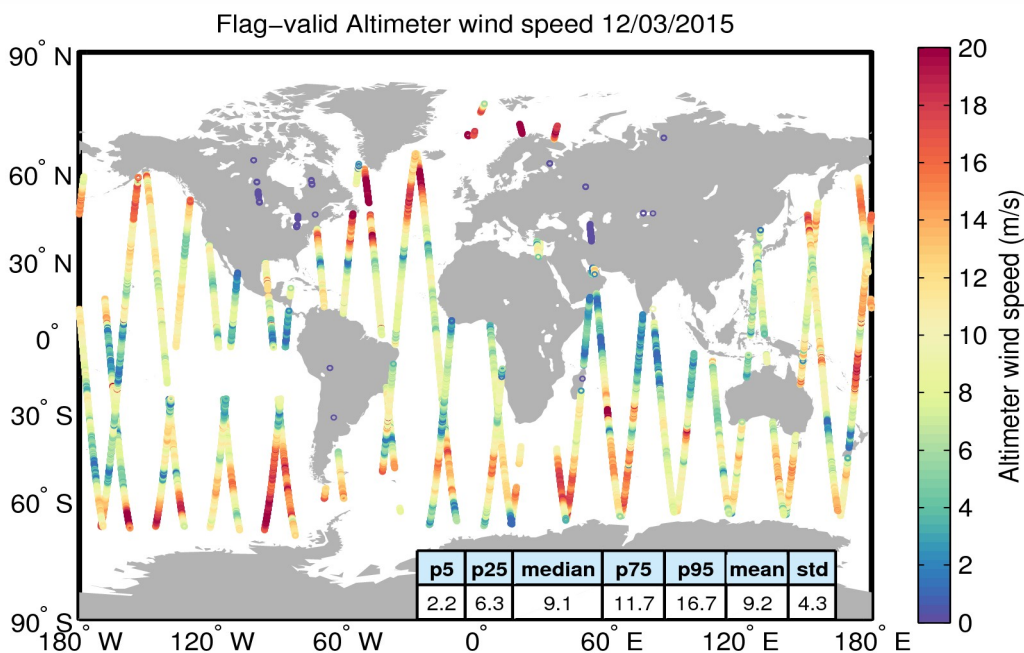 Flag−valid Altimeter wind speed 12/03/2015
90° N
60° N
30° N
0°
30° S
60° S
90° S
180° W
120° W
60° W
0°
60° E
120° E
180° E
p5 p25 median p75 p95 mean std
2.2 6.3 9.1 11.7 16.7 9.2 4.3
20
18
16
14
12
10
8
6
4
2
0
Altimeter wind speed (m/s)